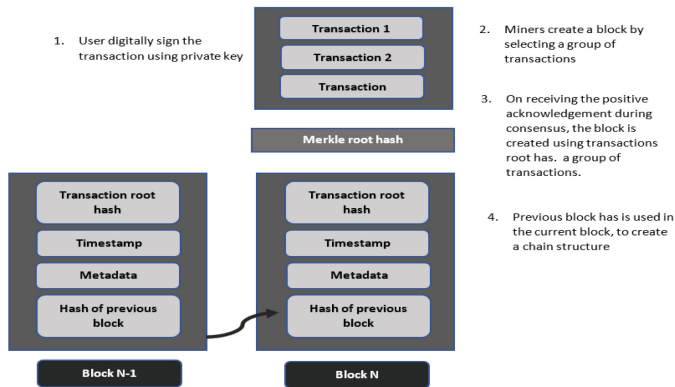 1. User digitally sign the
transaction using private key
Transaction 1
Transaction 2
Transaction
Merkle root hash
2. Miners create a block by
selecting a group of
transactions
3. On receiving the positive
acknowledgement during
consensus, the block is
created using transactions
root has. a group of
transactions.
4. Previous block has is used in
the current block, to create
a chain structure
Transaction root
hash
Timestamp
Metadata
Hash of previous
block
Block N-1
Transaction root
hash
Timestamp
Metadata
Hash of previous
block
Block N